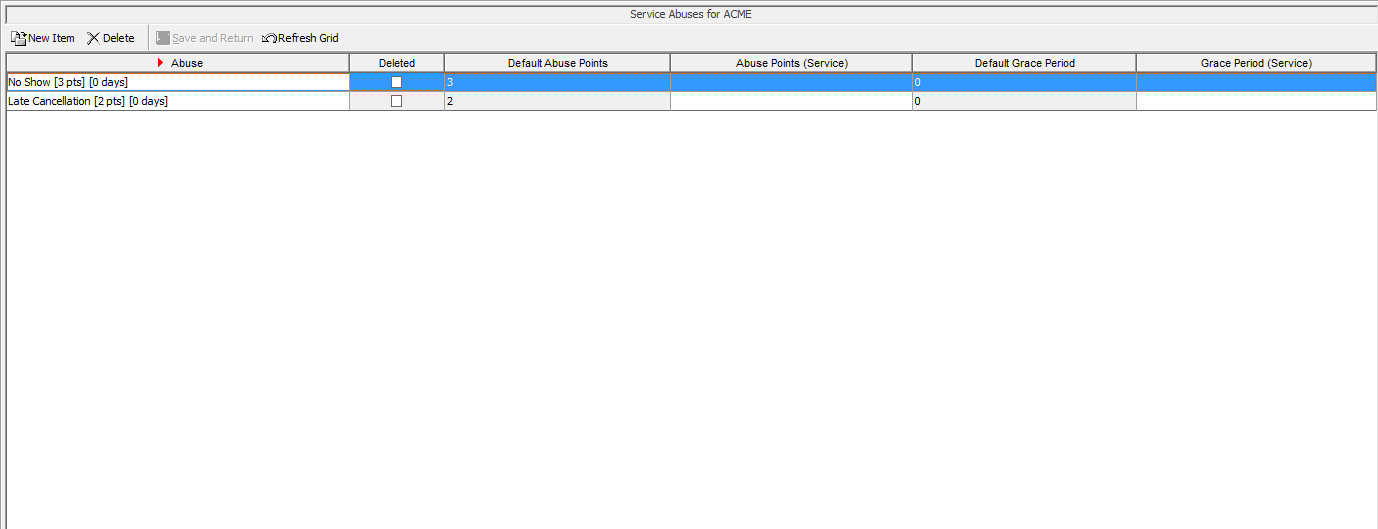 Service Abuses for ACME
New Item Delete Save and Return Refresh Grid
Abuse Deleted Default Abuse Points Abuse Points (Service) Default Grace Period Grace Period (Service)
No Show [3 pts] [0 days] 3 0
Late Cancellation [2 pts] [0 days] 2 0